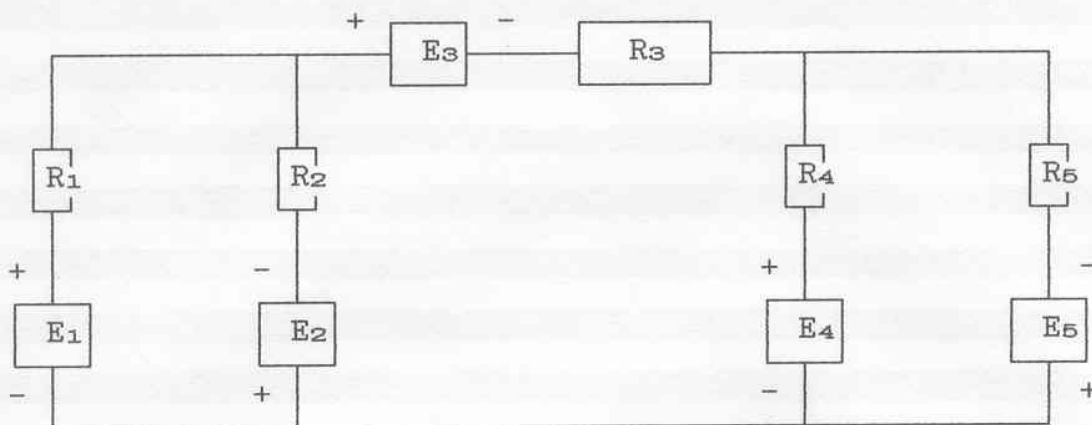 + E3 - R3
R1 R2 R4 R5
+ - + -
E1 E2 E4 E5
- + - +